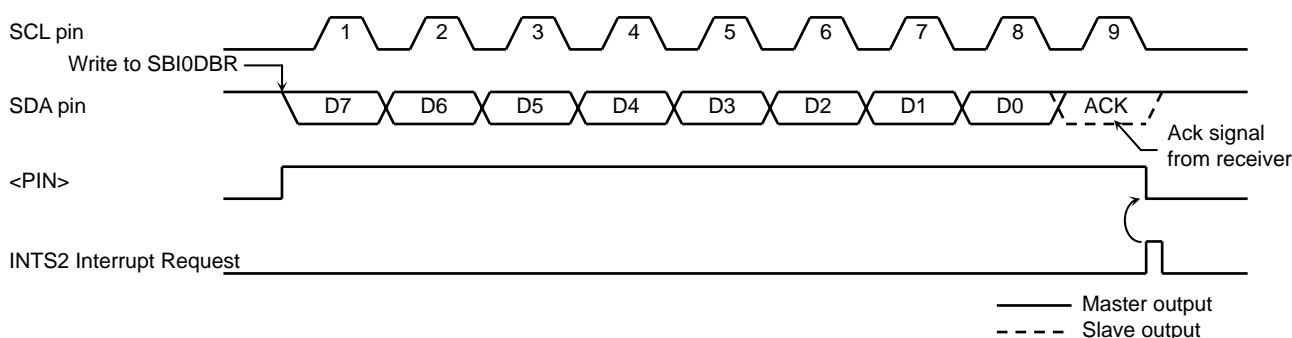 SCL pin 1 2 3 4 5 6 7 8 9
Write to SBI0DBR
SDA pin D7 D6 D5 D4 D3 D2 D1 D0 ACK
Ack signal
from receiver
<PIN>
INTS2 Interrupt Request
Master output
Slave output